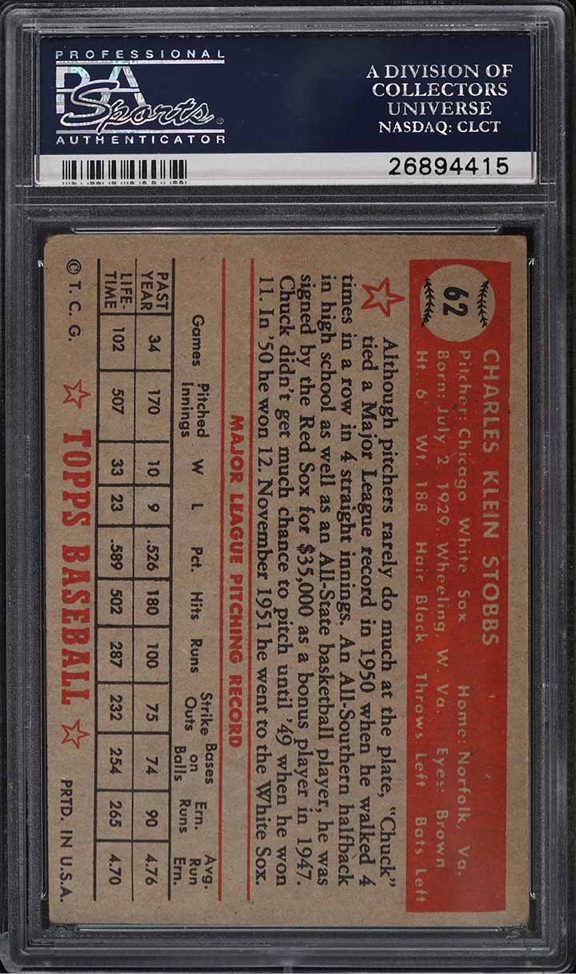 PROFESSIONAL
PSA
Sports
AUTHENTICATOR
A DIVISION OF
COLLECTORS
UNIVERSE
NASDAQ: CLCT
26894415
62
CHARLES KLEIN STOBBS
Pitcher: Chicago White Sox Home: Norfolk, Va.
Born: July 2, 1929, Wheeling, W. Va. Eyes: Brown
Ht. 6' Wt. 188 Hair Black Throws Left Bats Left
Although pitchers rarely do much at the plate, "Chuck"
tied a Major League record in 1950 when he walked 4
times in a row in 4 straight innings. An All-Southern halfback
in high school as well as an All-State basketball player, he was
signed by the Red Sox for $35,000 as a bonus player in 1947.
Chuck didn't get much chance to pitch until '49 when he won
11. In '50 he won 12. November 1951 he went to the White Sox.
MAJOR LEAGUE PITCHING RECORD
Games Pitched Innings W L Pct. Hits Runs Strike Outs Bases on Balls Ern. Runs Avg. Run Ern.
PAST YEAR 34 170 10 9 .526 180 100 75 74 90 4.76
LIFE-TIME 102 507 33 23 .589 502 287 232 254 265 4.70
© T. C. G. TOPPS BASEBALL PRTD. IN U.S.A.